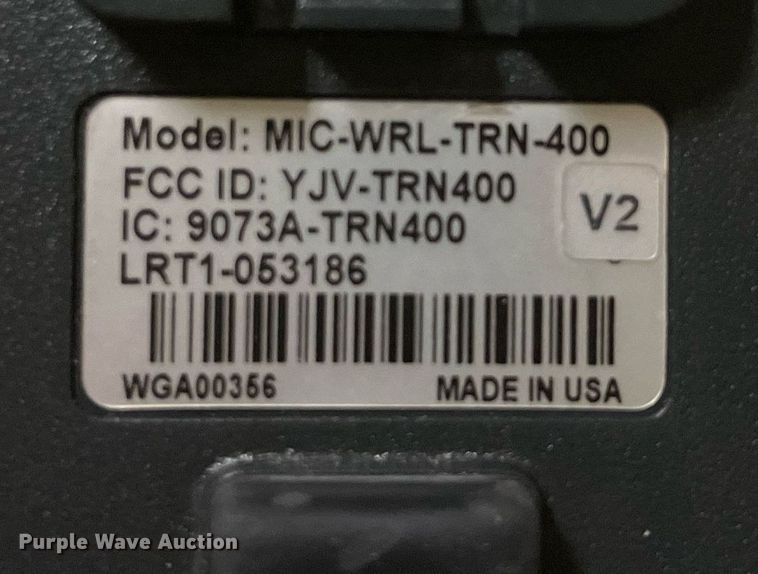 Model: MIC-WRL-TRN-400
FCC ID: YJV-TRN400
IC: 9073A-TRN400
V2
LRT1-053186
WGA00356 MADE IN USA
Purple Wave Auction